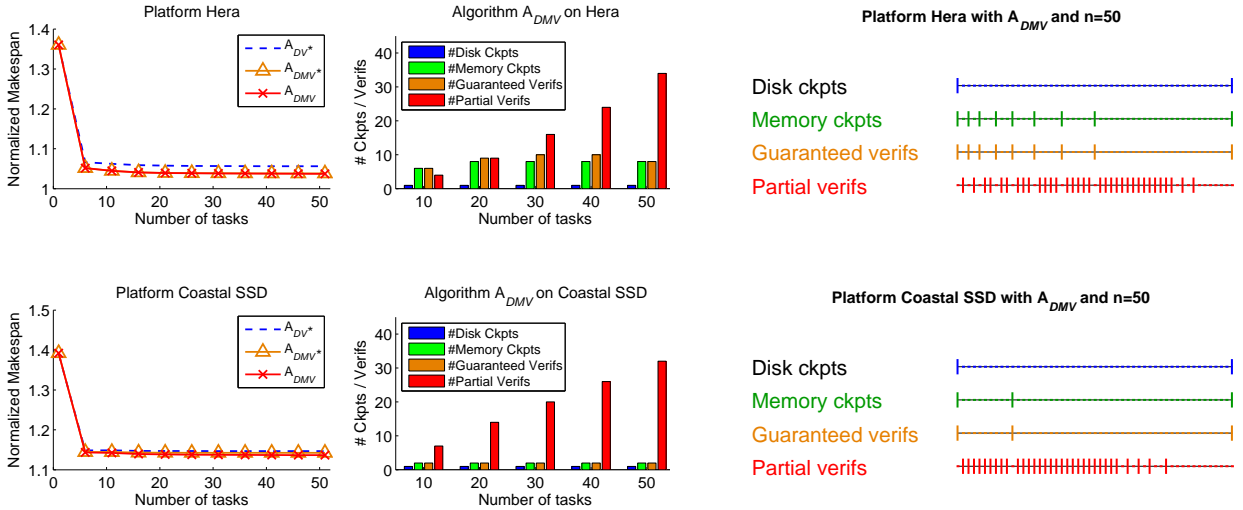 Platform Hera
Normalized Makespan
1.4
1.3
1.2
1.1
1
0 10 20 30 40 50
Number of tasks
A_DV*
A_DMV*
A_DMV
Algorithm A_DMV on Hera
# Ckpts / Verifs
40
30
20
10
0
10 20 30 40 50
Number of tasks
#Disk Ckpts
#Memory Ckpts
#Guaranteed Verifs
#Partial Verifs
Platform Hera with A_DMV and n=50
Disk ckpts
Memory ckpts
Guaranteed verifs
Partial verifs
Platform Coastal SSD
Normalized Makespan
1.5
1.4
1.3
1.2
1.1
0 10 20 30 40 50
Number of tasks
A_DV*
A_DMV*
A_DMV
Algorithm A_DMV on Coastal SSD
# Ckpts / Verifs
40
30
20
10
0
10 20 30 40 50
Number of tasks
#Disk Ckpts
#Memory Ckpts
#Guaranteed Verifs
#Partial Verifs
Platform Coastal SSD with A_DMV and n=50
Disk ckpts
Memory ckpts
Guaranteed verifs
Partial verifs